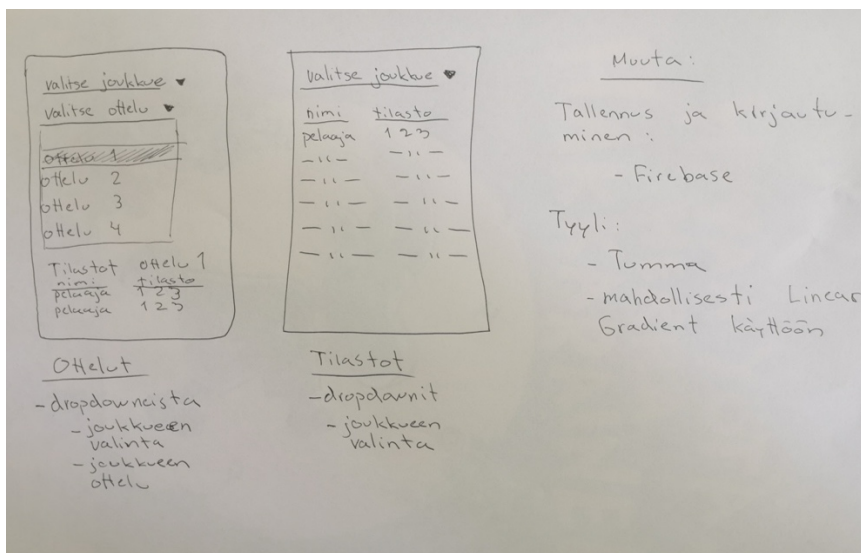 valitse joukkue ▼
valitse ottelu ▼
ottelu 1
ottelu 2
ottelu 3
ottelu 4
Tilastot ottelu 1
nimi tilasto
pelaaja 1 2 3
pelaaja 1 2 3
Ottelut
- dropdowneista
- joukkueen
valinta
- joukkueen
ottelu
valitse joukkue ▼
nimi tilasto
pelaaja 1 2 3
—〃— —〃—
—〃— —〃—
—〃— —〃—
—〃— —〃—
—〃— —〃—
Tilastot
- dropdownit
- joukkueen
valinta
Muuta:
Tallennus ja kirjautu-
minen:
- Firebase
Tyyli:
- Tumma
- mahdollisesti Linear
Gradient käyttöön